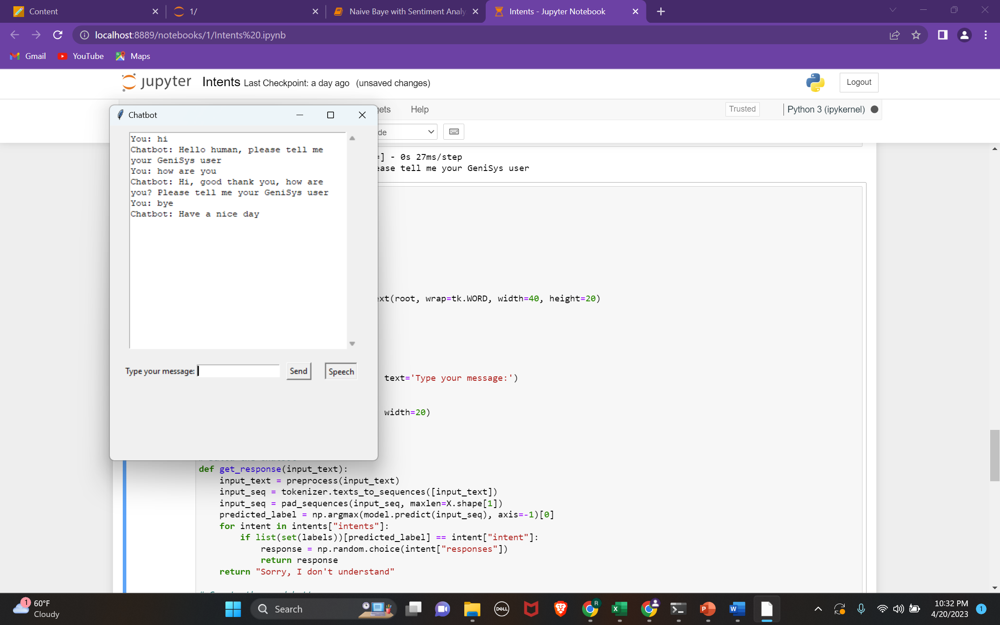 Content
1/
Naive Baye with Sentiment Analy
Intents - Jupyter Notebook
localhost:8889/notebooks/1/Intents%20.ipynb
Gmail
YouTube
Maps
jupyter
Intents Last Checkpoint: a day ago (unsaved changes)
Logout
Help
Trusted
Python 3 (ipykernel)
de
Chatbot
You: hi
Chatbot: Hello human, please tell me
your GeniSys user
You: how are you
Chatbot: Hi, good thank you, how are
you? Please tell me your GeniSys user
You: bye
Chatbot: Have a nice day
Type your message:
Send
Speech
] - 0s 27ms/step
ease tell me your GeniSys user
xt(root, wrap=tk.WORD, width=40, height=20)
text='Type your message:')
width=20)
def get_response(input_text):
input_text = preprocess(input_text)
input_seq = tokenizer.texts_to_sequences([input_text])
input_seq = pad_sequences(input_seq, maxlen=X.shape[1])
predicted_label = np.argmax(model.predict(input_seq), axis=-1)[0]
for intent in intents["intents"]:
if list(set(labels))[predicted_label] == intent["intent"]:
response = np.random.choice(intent["responses"])
return response
return "Sorry, I don't understand"
1
60°F
Cloudy
Search
DELL
R
X
P
W
10:32 PM
4/20/2023
1